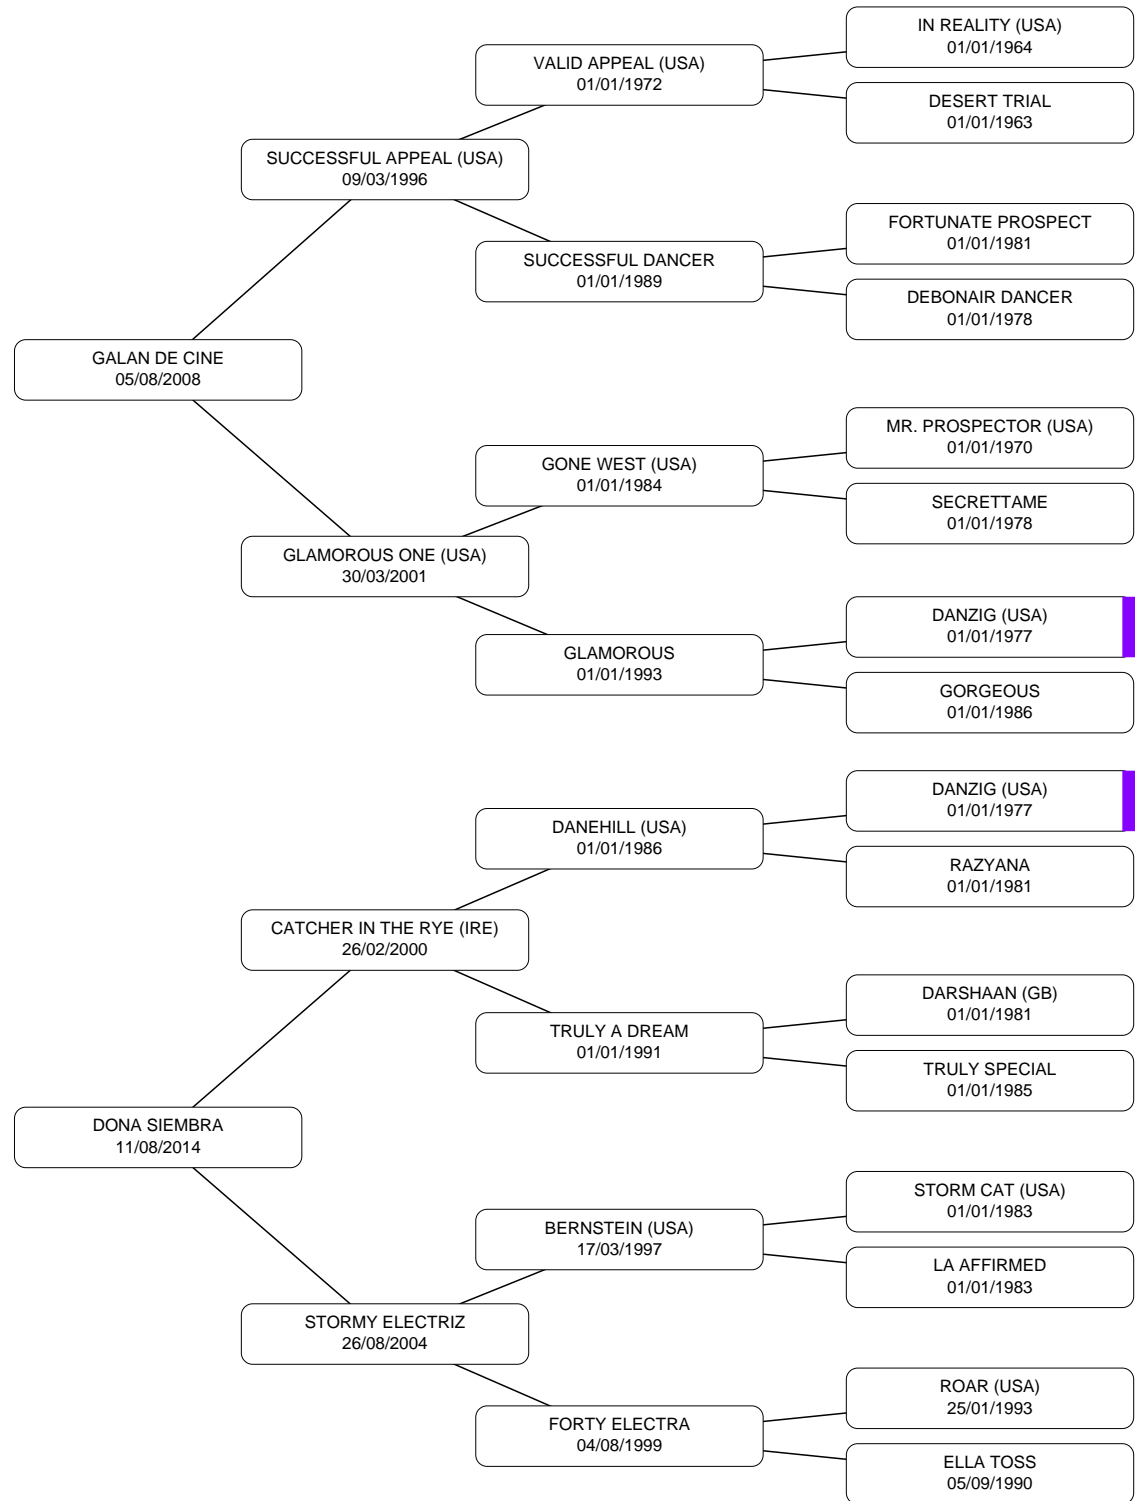 IN REALITY (USA)
01/01/1964
VALID APPEAL (USA)
01/01/1972
DESERT TRIAL
01/01/1963
SUCCESSFUL APPEAL (USA)
09/03/1996
FORTUNATE PROSPECT
01/01/1981
SUCCESSFUL DANCER
01/01/1989
DEBONAIR DANCER
01/01/1978
GALAN DE CINE
05/08/2008
MR. PROSPECTOR (USA)
01/01/1970
GONE WEST (USA)
01/01/1984
SECRETTAME
01/01/1978
GLAMOROUS ONE (USA)
30/03/2001
DANZIG (USA)
01/01/1977
GLAMOROUS
01/01/1993
GORGEOUS
01/01/1986
DANZIG (USA)
01/01/1977
DANEHILL (USA)
01/01/1986
RAZYANA
01/01/1981
CATCHER IN THE RYE (IRE)
26/02/2000
DARSHAAN (GB)
01/01/1981
TRULY A DREAM
01/01/1991
TRULY SPECIAL
01/01/1985
DONA SIEMBRA
11/08/2014
STORM CAT (USA)
01/01/1983
BERNSTEIN (USA)
17/03/1997
LA AFFIRMED
01/01/1983
STORMY ELECTRIZ
26/08/2004
ROAR (USA)
25/01/1993
FORTY ELECTRA
04/08/1999
ELLA TOSS
05/09/1990